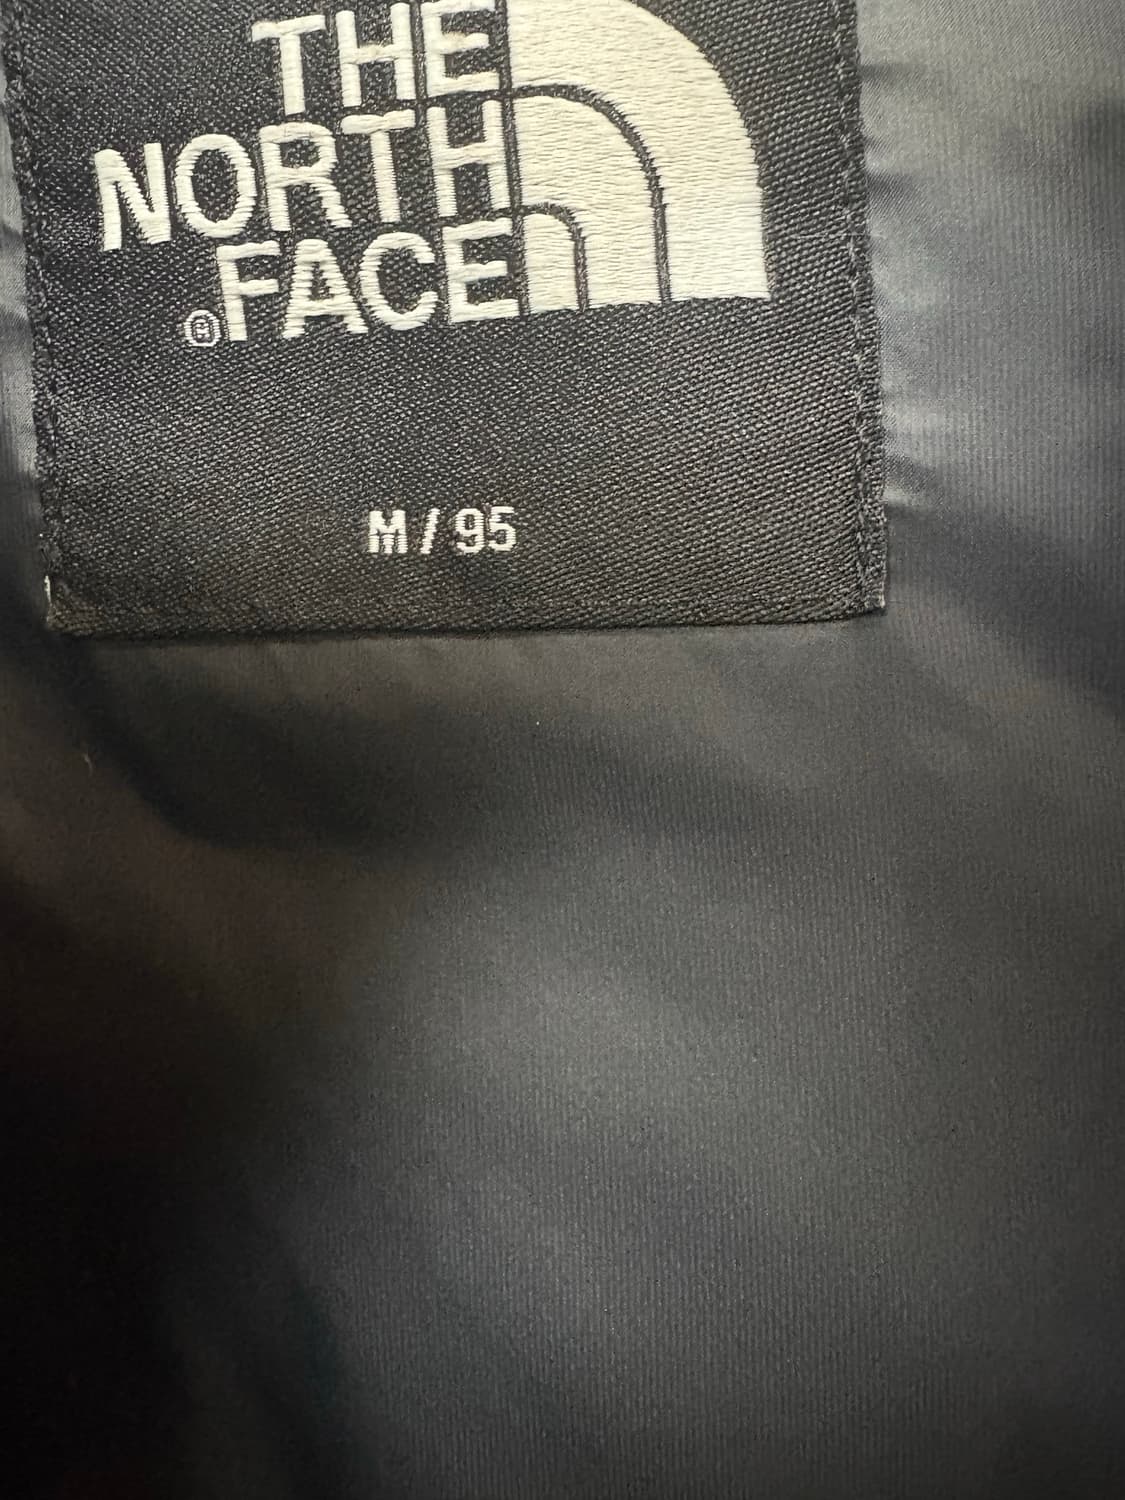 THE
NORTH
®FACE
M / 95